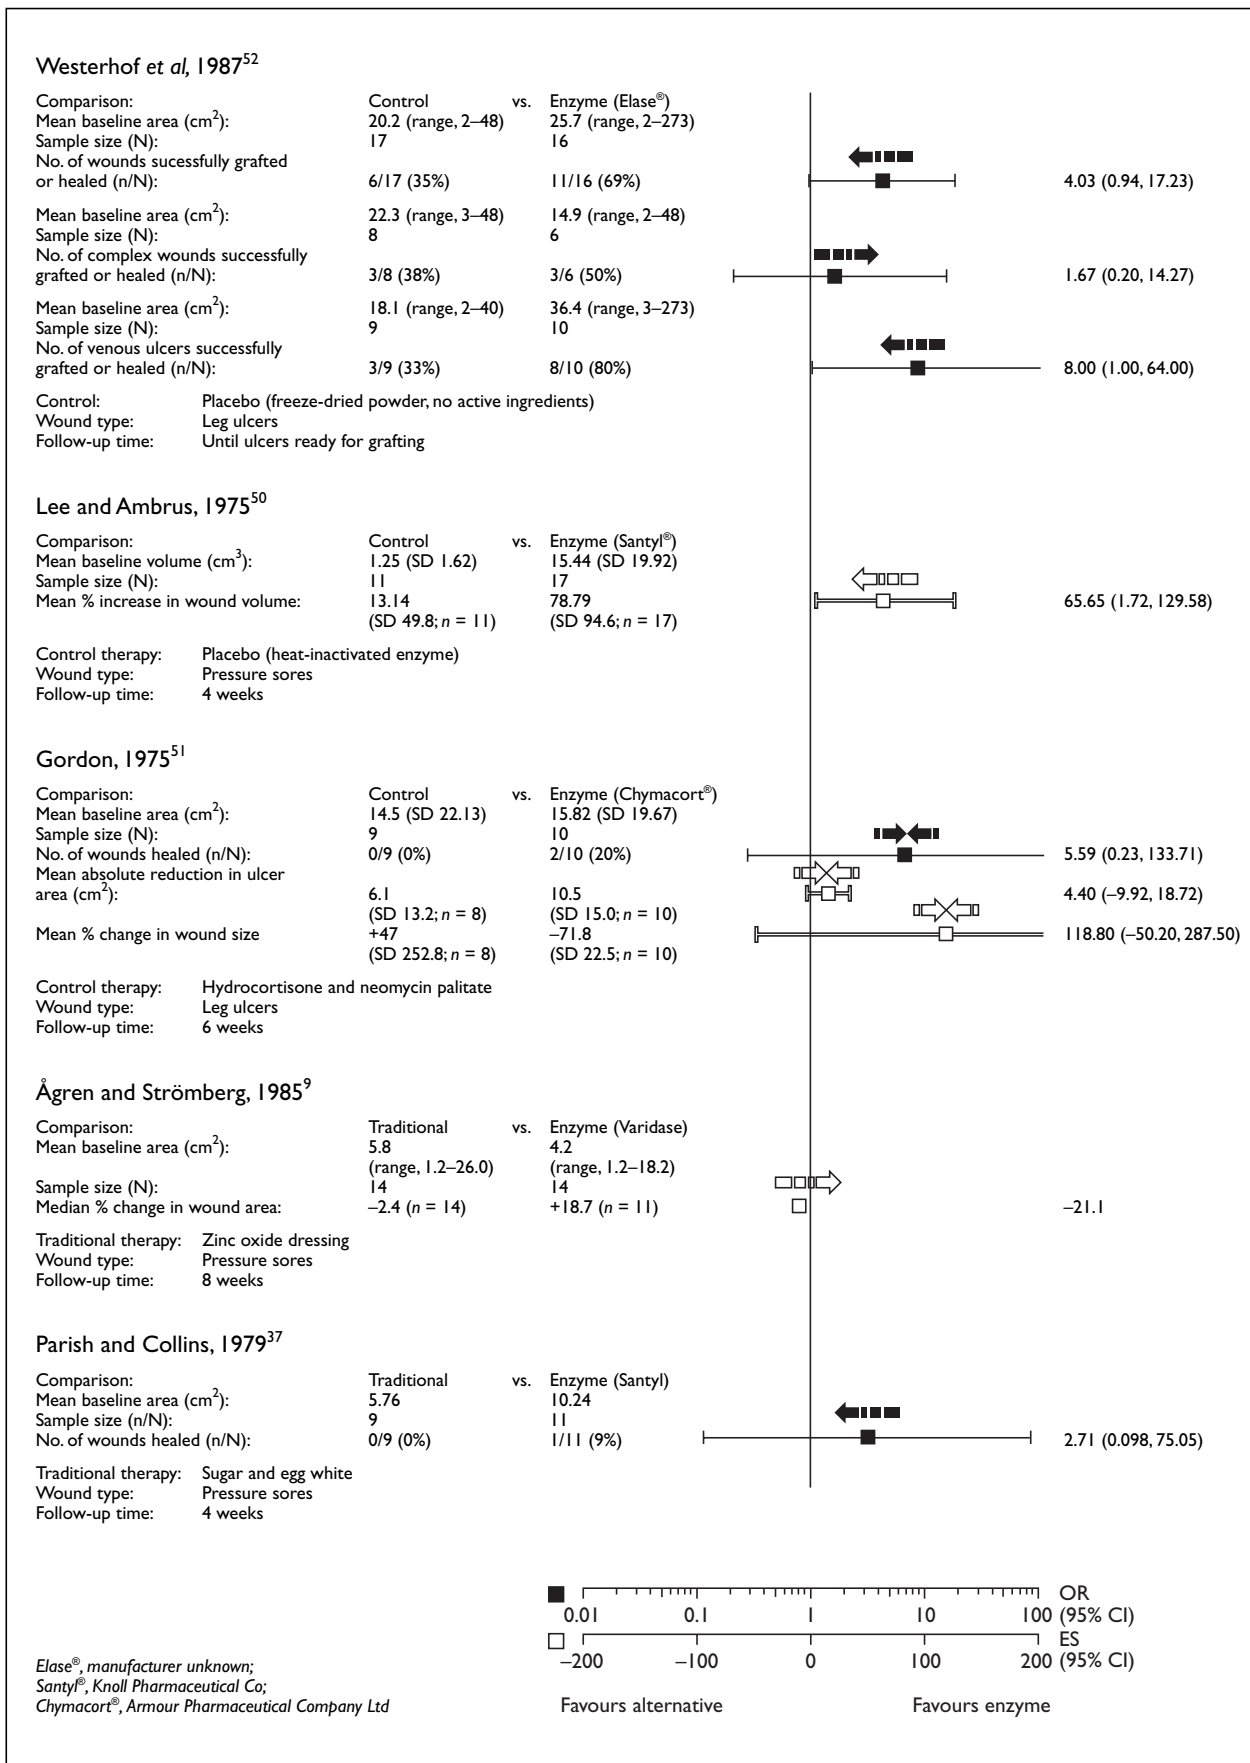 Westerhof et al, 1987⁵²
Comparison: Control vs. Enzyme (Elase®)
Mean baseline area (cm²): 20.2 (range, 2–48) 25.7 (range, 2–273)
Sample size (N): 17 16
No. of wounds sucessfully grafted
or healed (n/N): 6/17 (35%) 11/16 (69%) 4.03 (0.94, 17.23)
Mean baseline area (cm²): 22.3 (range, 3–48) 14.9 (range, 2–48)
Sample size (N): 8 6
No. of complex wounds successfully
grafted or healed (n/N): 3/8 (38%) 3/6 (50%) 1.67 (0.20, 14.27)
Mean baseline area (cm²): 18.1 (range, 2–40) 36.4 (range, 3–273)
Sample size (N): 9 10
No. of venous ulcers successfully
grafted or healed (n/N): 3/9 (33%) 8/10 (80%) 8.00 (1.00, 64.00)
Control: Placebo (freeze-dried powder, no active ingredients)
Wound type: Leg ulcers
Follow-up time: Until ulcers ready for grafting
Lee and Ambrus, 1975⁵⁰
Comparison: Control vs. Enzyme (Santyl®)
Mean baseline volume (cm³): 1.25 (SD 1.62) 15.44 (SD 19.92)
Sample size (N): 11 17
Mean % increase in wound volume: 13.14 78.79 65.65 (1.72, 129.58)
(SD 49.8; n = 11) (SD 94.6; n = 17)
Control therapy: Placebo (heat-inactivated enzyme)
Wound type: Pressure sores
Follow-up time: 4 weeks
Gordon, 1975⁵¹
Comparison: Control vs. Enzyme (Chymacort®)
Mean baseline area (cm²): 14.5 (SD 22.13) 15.82 (SD 19.67)
Sample size (N): 9 10
No. of wounds healed (n/N): 0/9 (0%) 2/10 (20%) 5.59 (0.23, 133.71)
Mean absolute reduction in ulcer
area (cm²): 6.1 10.5 4.40 (–9.92, 18.72)
(SD 13.2; n = 8) (SD 15.0; n = 10)
Mean % change in wound size +47 –71.8 118.80 (–50.20, 287.50)
(SD 252.8; n = 8) (SD 22.5; n = 10)
Control therapy: Hydrocortisone and neomycin palitate
Wound type: Leg ulcers
Follow-up time: 6 weeks
Ågren and Strömberg, 1985⁹
Comparison: Traditional vs. Enzyme (Varidase)
Mean baseline area (cm²): 5.8 4.2
(range, 1.2–26.0) (range, 1.2–18.2)
Sample size (N): 14 14
Median % change in wound area: –2.4 (n = 14) +18.7 (n = 11) –21.1
Traditional therapy: Zinc oxide dressing
Wound type: Pressure sores
Follow-up time: 8 weeks
Parish and Collins, 1979³⁷
Comparison: Traditional vs. Enzyme (Santyl)
Mean baseline area (cm²): 5.76 10.24
Sample size (n/N): 9 11
No. of wounds healed (n/N): 0/9 (0%) 1/11 (9%) 2.71 (0.098, 75.05)
Traditional therapy: Sugar and egg white
Wound type: Pressure sores
Follow-up time: 4 weeks
OR
0.01 0.1 1 10 100 (95% CI)
ES
–200 –100 0 100 200 (95% CI)
Favours alternative Favours enzyme
Elase®, manufacturer unknown;
Santyl®, Knoll Pharmaceutical Co;
Chymacort®, Armour Pharmaceutical Company Ltd